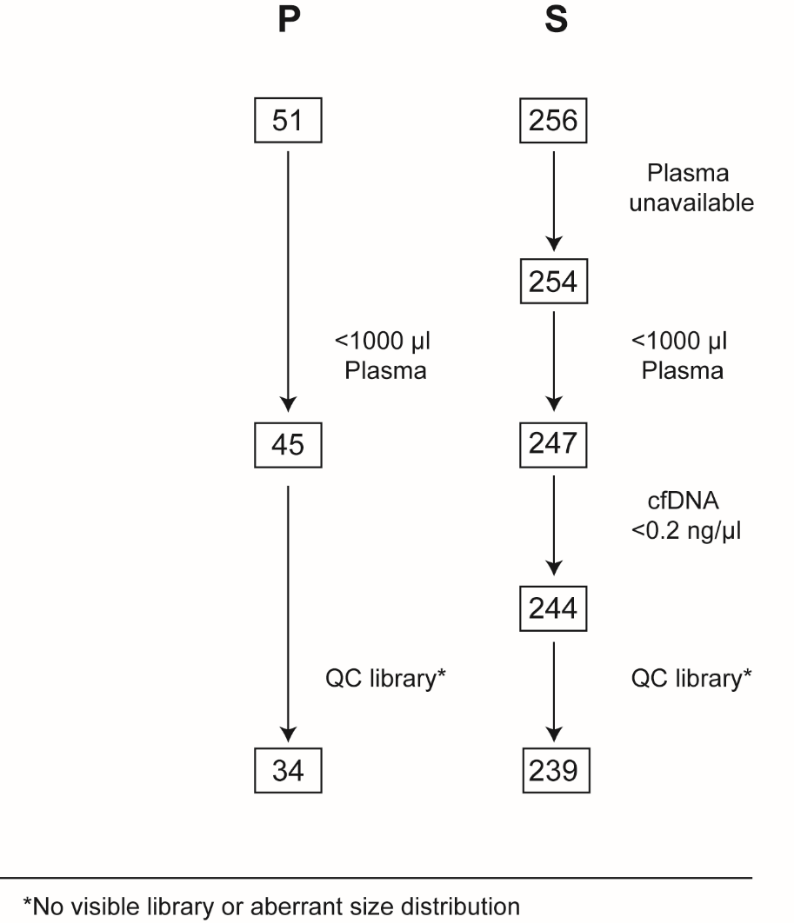 P S
51 256
Plasma
unavailable
254
<1000 µl <1000 µl
Plasma Plasma
45 247
cfDNA
<0.2 ng/µl
244
QC library* QC library*
34 239
*No visible library or aberrant size distribution